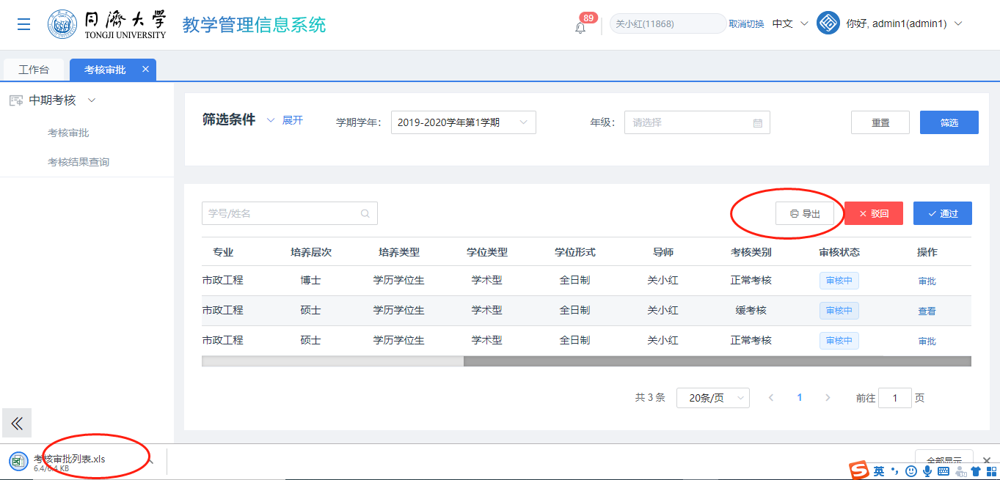 同濟大學
TONGJI UNIVERSITY
教学管理信息系统
89
关小红(11868)
取消切换 中文
你好, admin1(admin1)
工作台
考核审批
中期考核
考核审批
考核结果查询
筛选条件 展开
学期学年: 2019-2020学年第1学期
年级: 请选择
重置 筛选
学号/姓名
导出 驳回 通过
专业 培养层次 培养类型 学位类型 学位形式 导师 考核类别 审核状态 操作
市政工程 博士 学历学位生 学术型 全日制 关小红 正常考核 审核中 审批
市政工程 硕士 学历学位生 学术型 全日制 关小红 缓考核 审核中 查看
市政工程 硕士 学历学位生 学术型 全日制 关小红 正常考核 审核中 审批
共 3 条 20条/页 1 前往 1 页
考核审批列表.xls
6.4/6.4 KB
全部显示
S 英